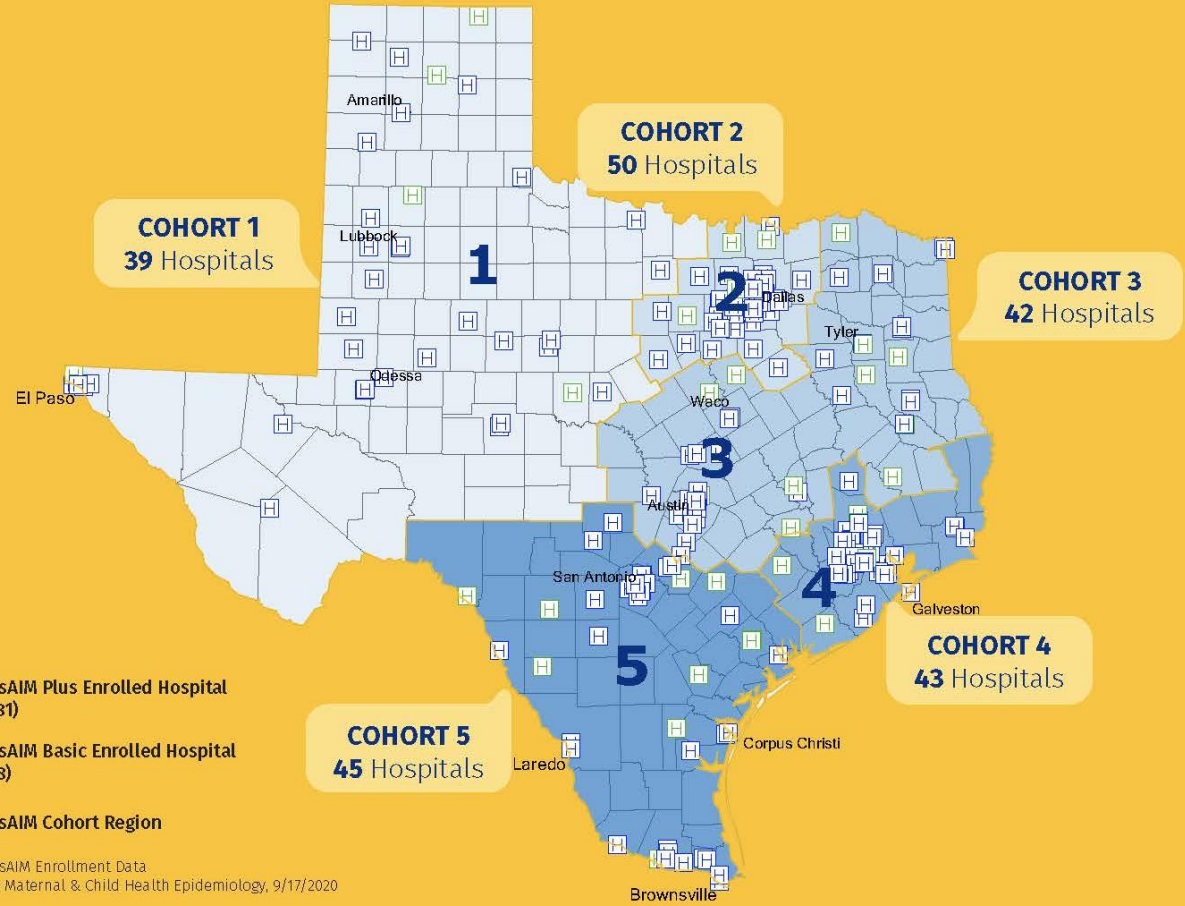 Amarillo
COHORT 2
50 Hospitals
COHORT 1
39 Hospitals
Lubbock
1
COHORT 3
42 Hospitals
2
Dallas
Tyler
Odessa
El Paso
Waco
3
Austin
San Antonio
4
Galveston
COHORT 4
43 Hospitals
5
sAIM Plus Enrolled Hospital
31)
sAIM Basic Enrolled Hospital
8)
sAIM Cohort Region
COHORT 5
45 Hospitals
Laredo
Corpus Christi
sAIM Enrollment Data
Maternal & Child Health Epidemiology, 9/17/2020
Brownsville